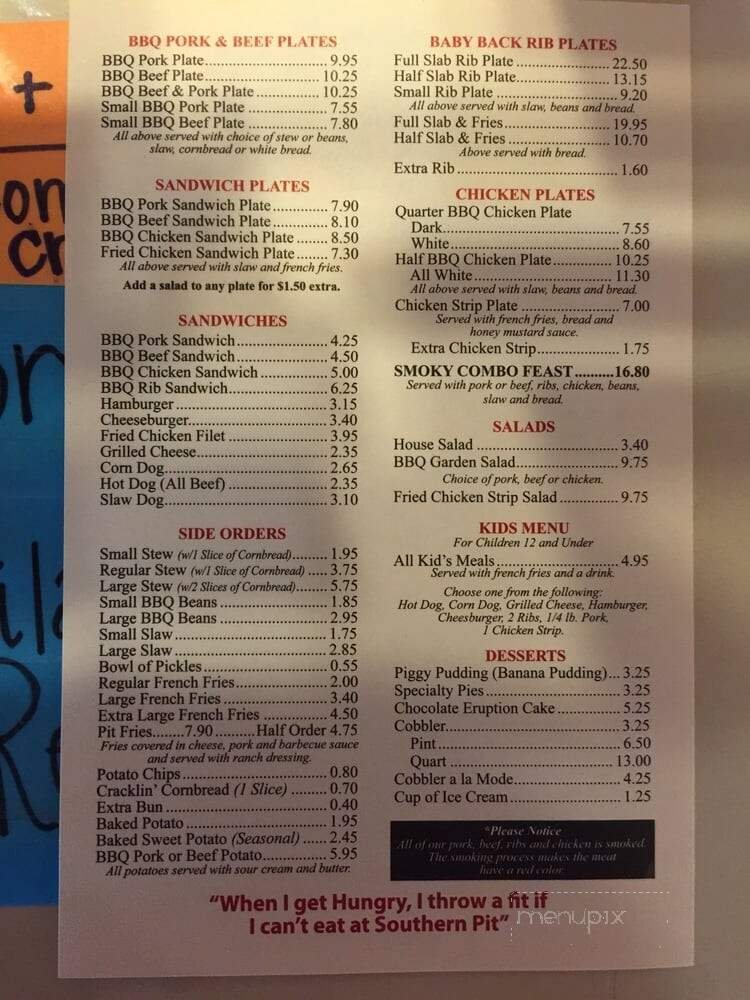 BBQ PORK & BEEF PLATES
BBQ Pork Plate..................9.95
BBQ Beef Plate..................10.25
BBQ Beef & Pork Plate..........10.25
Small BBQ Pork Plate...........7.55
Small BBQ Beef Plate...........7.80
All above served with choice of stew or beans,
slaw, cornbread or white bread.
SANDWICH PLATES
BBQ Pork Sandwich Plate..........7.90
BBQ Beef Sandwich Plate..........8.10
BBQ Chicken Sandwich Plate.......8.50
Fried Chicken Sandwich Plate.......7.30
All above served with slaw and french fries.
Add a salad to any plate for $1.50 extra.
SANDWICHES
BBQ Pork Sandwich................4.25
BBQ Beef Sandwich................4.50
BBQ Chicken Sandwich............5.00
BBQ Rib Sandwich................6.25
Hamburger........................3.15
Cheeseburger.....................3.40
Fried Chicken Filet..............3.95
Grilled Cheese...................2.35
Corn Dog.........................2.65
Hot Dog (All Beef)...............2.35
Slaw Dog.........................3.10
SIDE ORDERS
Small Stew (w/1 Slice of Cornbread)........1.95
Regular Stew (w/1 Slice of Cornbread).....3.75
Large Stew (w/2 Slices of Cornbread).......5.75
Small BBQ Beans..................1.85
Large BBQ Beans..................2.95
Small Slaw.......................1.75
Large Slaw.......................2.85
Bowl of Pickles..................0.55
Regular French Fries.............2.00
Large French Fries...............3.40
Extra Large French Fries.........4.50
Pit Fries.......7.90..........Half Order 4.75
Fries covered in cheese, pork and barbecue sauce
and served with ranch dressing.
Potato Chips.....................0.80
Cracklin' Cornbread (1 Slice)........0.70
Extra Bun........................0.40
Baked Potato.....................1.95
Baked Sweet Potato (Seasonal).....2.45
BBQ Pork or Beef Potato..........5.95
All potatoes served with sour cream and butter.
BABY BACK RIB PLATES
Full Slab Rib Plate..............22.50
Half Slab Rib Plate..............13.15
Small Rib Plate..................9.20
All above served with slaw, beans and bread.
Full Slab & Fries................19.95
Half Slab & Fries................10.70
Above served with bread.
Extra Rib........................1.60
CHICKEN PLATES
Quarter BBQ Chicken Plate
Dark.............................7.55
White............................8.60
Half BBQ Chicken Plate...........10.25
All White........................11.30
All above served with slaw, beans and bread.
Chicken Strip Plate..............7.00
Served with french fries, bread and
honey mustard sauce.
Extra Chicken Strip..............1.75
SMOKY COMBO FEAST..........16.80
Served with pork or beef, ribs, chicken, beans,
slaw and bread.
SALADS
House Salad......................3.40
BBQ Garden Salad.................9.75
Choice of pork, beef or chicken.
Fried Chicken Strip Salad........9.75
KIDS MENU
For Children 12 and Under
All Kid's Meals..................4.95
Served with french fries and a drink.
Choose one from the following:
Hot Dog, Corn Dog, Grilled Cheese, Hamburger,
Cheesburger, 2 Ribs, 1/4 lb. Pork,
1 Chicken Strip.
DESSERTS
Piggy Pudding (Banana Pudding)...3.25
Specialty Pies...................3.25
Chocolate Eruption Cake..........5.25
Cobbler..........................3.25
Pint.............................6.50
Quart............................13.00
Cobbler a la Mode................4.25
Cup of Ice Cream.................1.25
*Please Notice
All of our pork, beef, ribs and chicken is smoked.
The smoking process makes the meat
have a red color.
"When I get Hungry, I throw a fit if
I can't eat at Southern Pit"
menupix